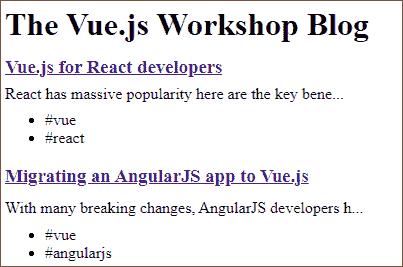 The Vue.js Workshop Blog
Vue.js for React developers
React has massive popularity here are the key bene...
#vue
#react
Migrating an AngularJS app to Vue.js
With many breaking changes, AngularJS developers h...
#vue
#angularjs